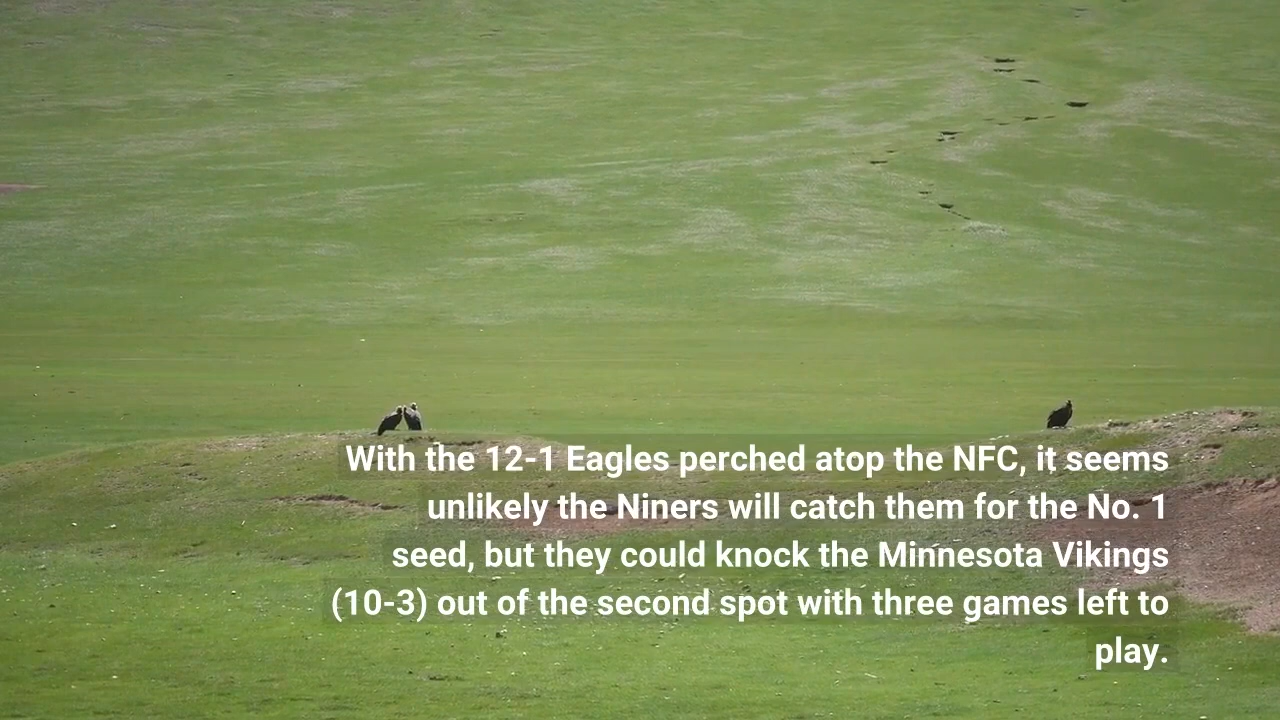 With the 12-1 Eagles perched atop the NFC, it seems
unlikely the Niners will catch them for the No. 1
seed, but they could knock the Minnesota Vikings
(10-3) out of the second spot with three games left to
play.